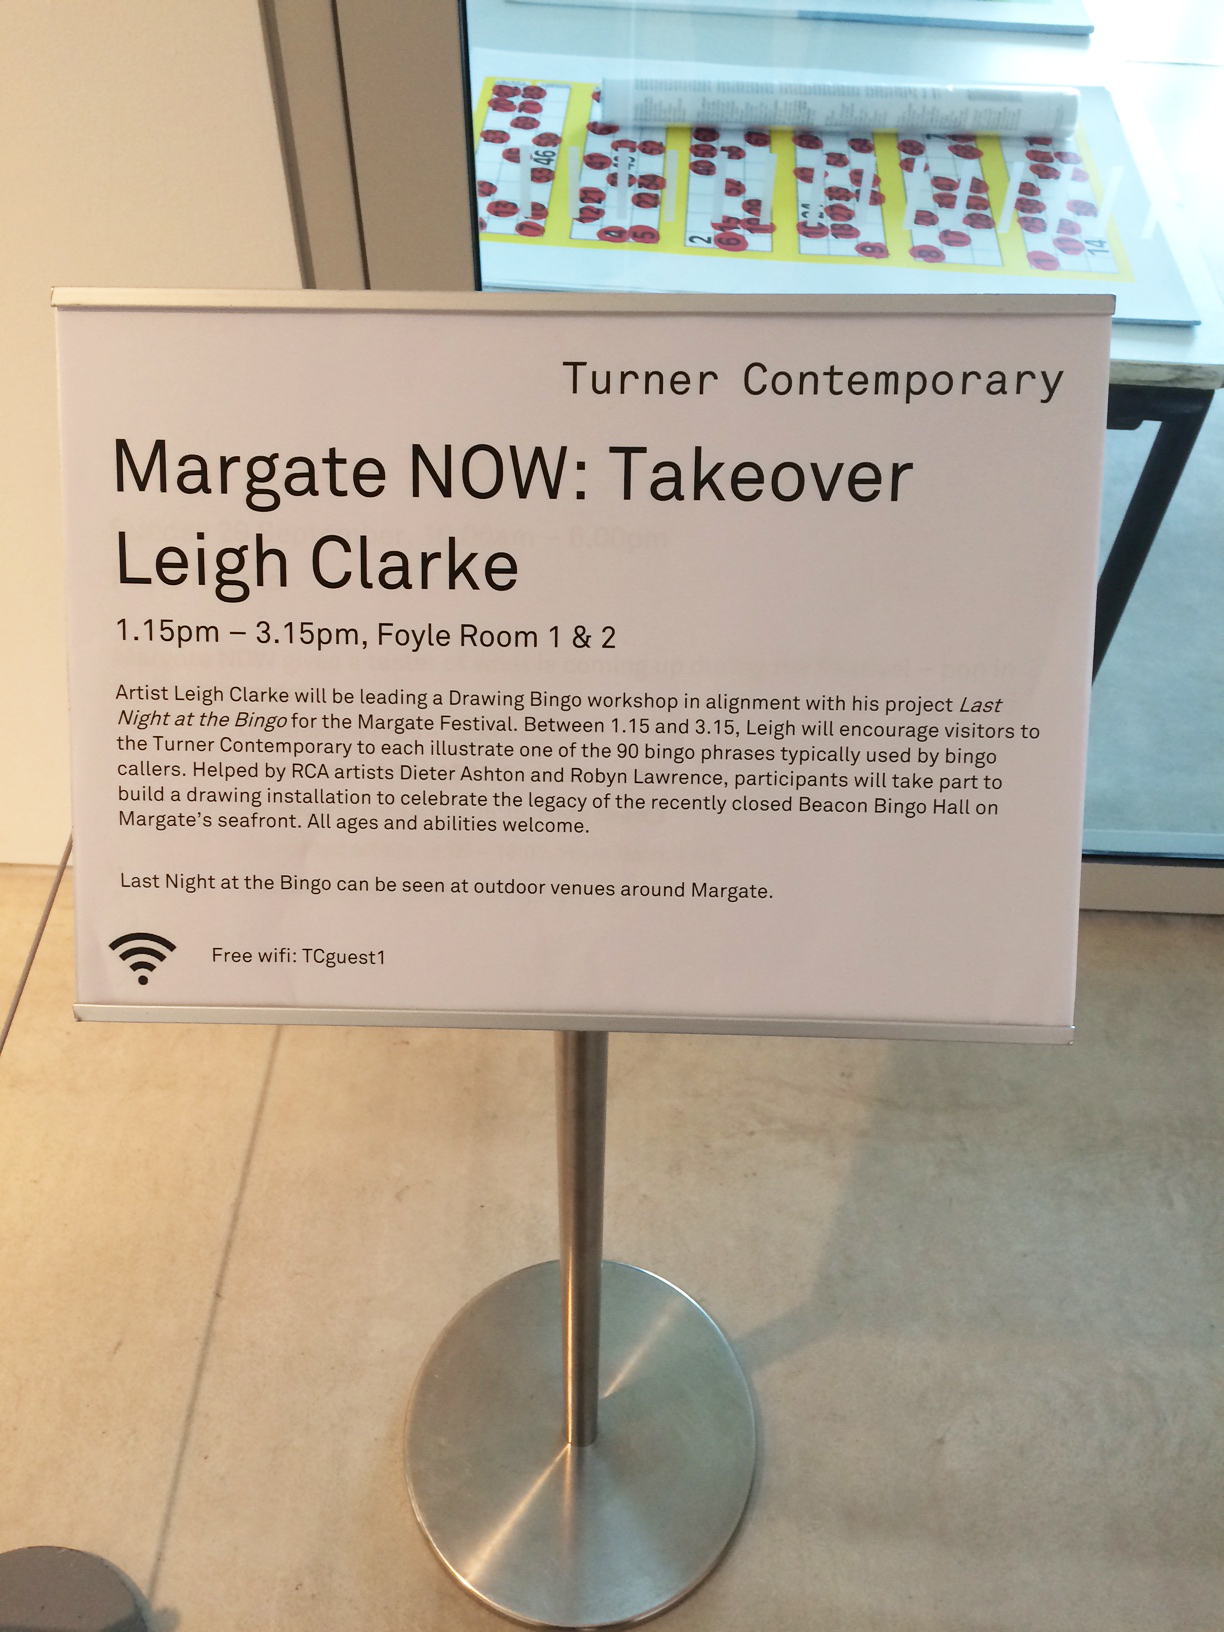 Turner Contemporary
Margate NOW: Takeover
Leigh Clarke
1.15pm – 3.15pm, Foyle Room 1 & 2
Artist Leigh Clarke will be leading a Drawing Bingo workshop in alignment with his project Last
Night at the Bingo for the Margate Festival. Between 1.15 and 3.15, Leigh will encourage visitors to
the Turner Contemporary to each illustrate one of the 90 bingo phrases typically used by bingo
callers. Helped by RCA artists Dieter Ashton and Robyn Lawrence, participants will take part to
build a drawing installation to celebrate the legacy of the recently closed Beacon Bingo Hall on
Margate's seafront. All ages and abilities welcome.
Last Night at the Bingo can be seen at outdoor venues around Margate.
Free wifi: TCguest1
46
2
14